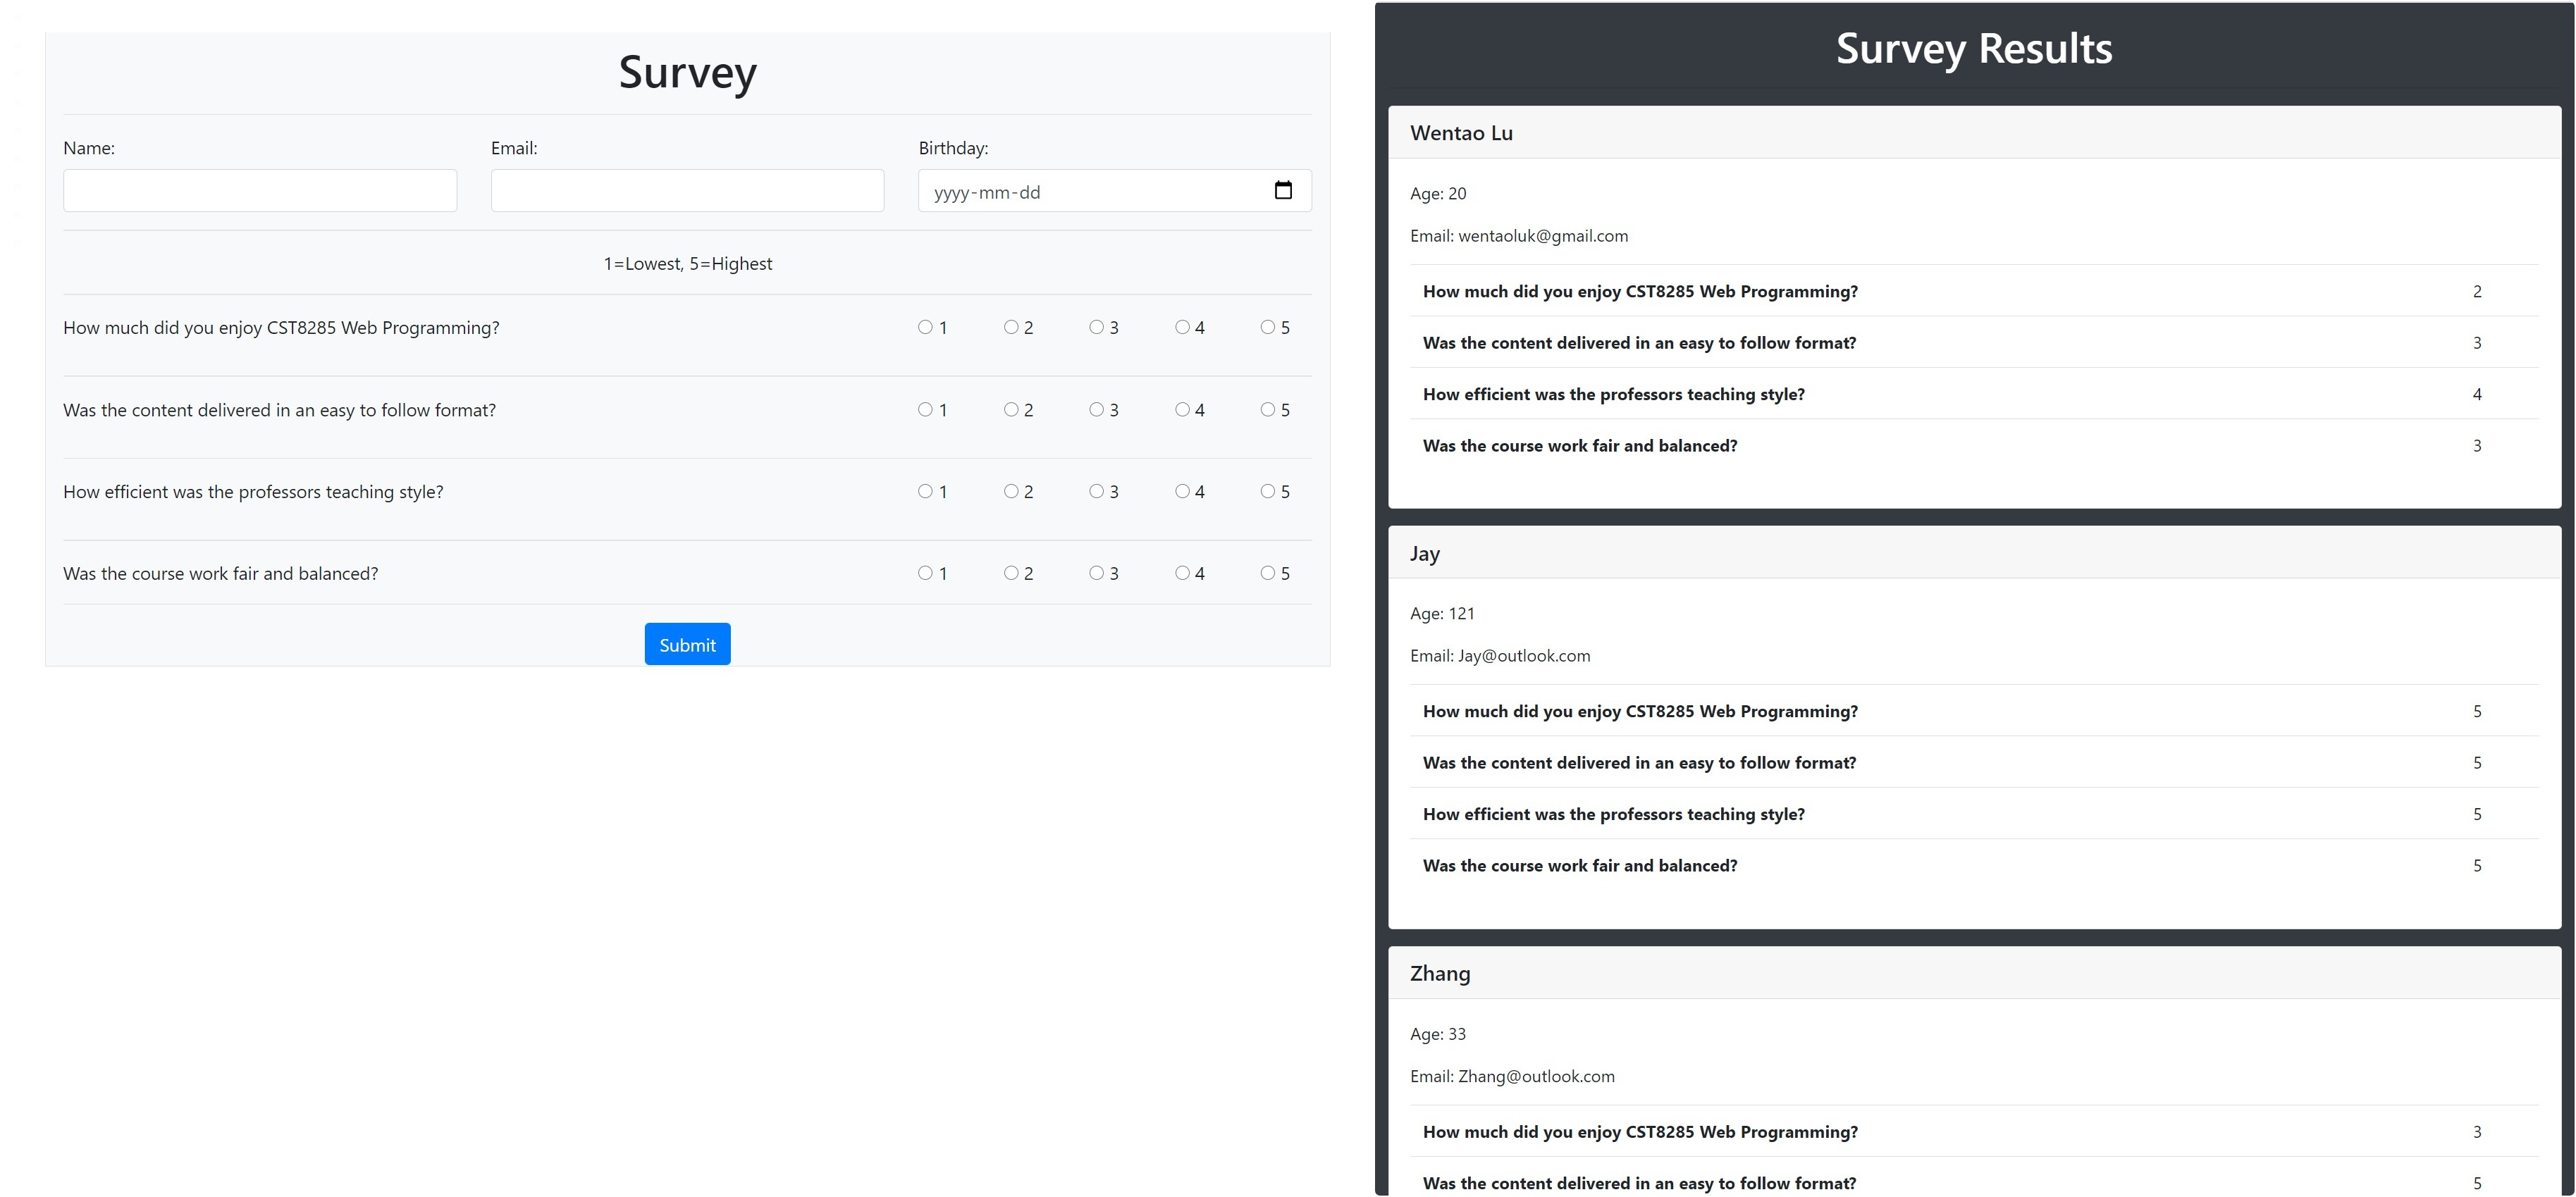 Survey
Name:
Email:
Birthday:
yyyy-mm-dd
1=Lowest, 5=Highest
How much did you enjoy CST8285 Web Programming? 1 2 3 4 5
Was the content delivered in an easy to follow format? 1 2 3 4 5
How efficient was the professors teaching style? 1 2 3 4 5
Was the course work fair and balanced? 1 2 3 4 5
Submit
Survey Results
Wentao Lu
Age: 20
Email: wentaoluk@gmail.com
How much did you enjoy CST8285 Web Programming? 2
Was the content delivered in an easy to follow format? 3
How efficient was the professors teaching style? 4
Was the course work fair and balanced? 3
Jay
Age: 121
Email: Jay@outlook.com
How much did you enjoy CST8285 Web Programming? 5
Was the content delivered in an easy to follow format? 5
How efficient was the professors teaching style? 5
Was the course work fair and balanced? 5
Zhang
Age: 33
Email: Zhang@outlook.com
How much did you enjoy CST8285 Web Programming? 3
Was the content delivered in an easy to follow format? 5